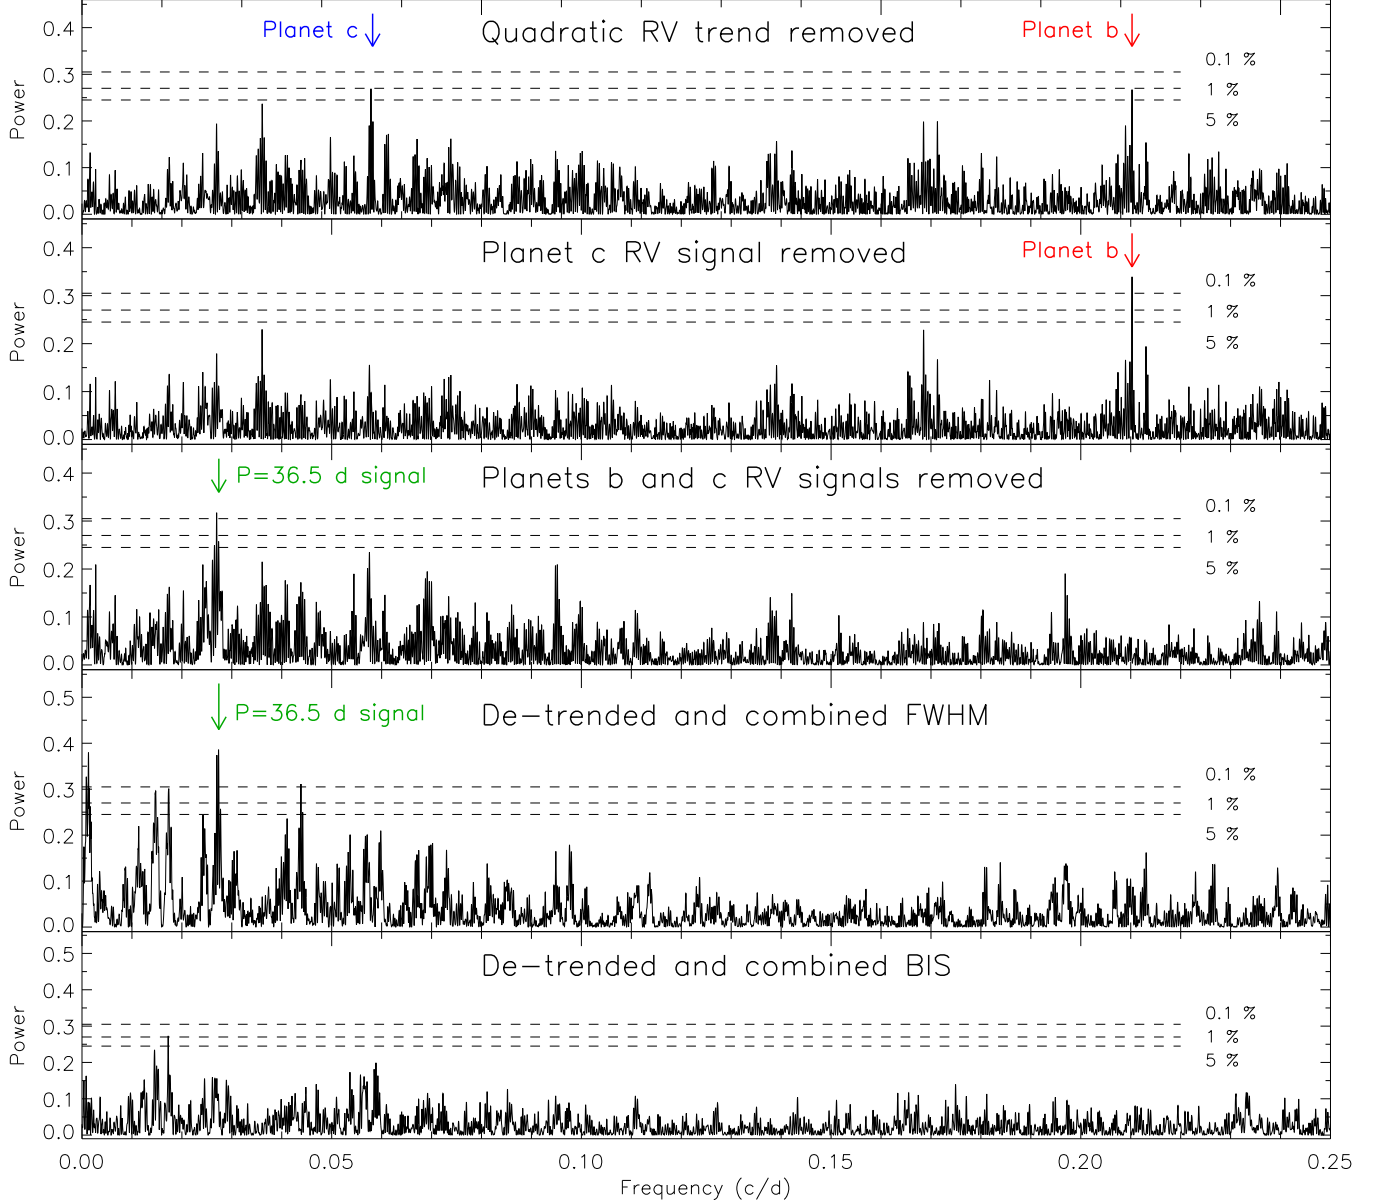 Planet c
Quadratic RV trend removed
Planet b
0.4
0.3
0.2
0.1
0.0
Power
0.1 %
1 %
5 %
Planet c RV signal removed
Planet b
0.4
0.3
0.2
0.1
0.0
Power
0.1 %
1 %
5 %
P=36.5 d signal
Planets b and c RV signals removed
0.4
0.3
0.2
0.1
0.0
Power
0.1 %
1 %
5 %
P=36.5 d signal
De-trended and combined FWHM
0.5
0.4
0.3
0.2
0.1
0.0
Power
0.1 %
1 %
5 %
De-trended and combined BIS
0.5
0.4
0.3
0.2
0.1
0.0
Power
0.1 %
1 %
5 %
0.00 0.05 0.10 0.15 0.20 0.25
Frequency (c/d)